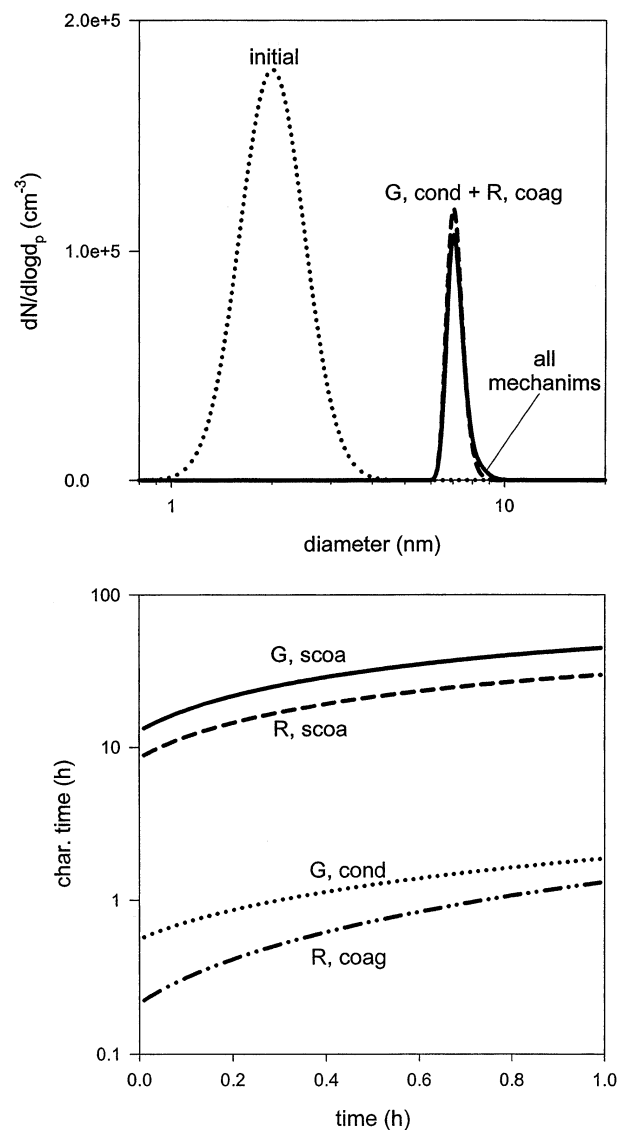 2.0e+5
initial
G, cond + R, coag
1.0e+5
all
mechanims
0.0
1
10
dN/dlogdp (cm-3)
diameter (nm)
100
G, scoa
R, scoa
10
G, cond
1
R, coag
0.1
char. time (h)
0.0 0.2 0.4 0.6 0.8 1.0
time (h)